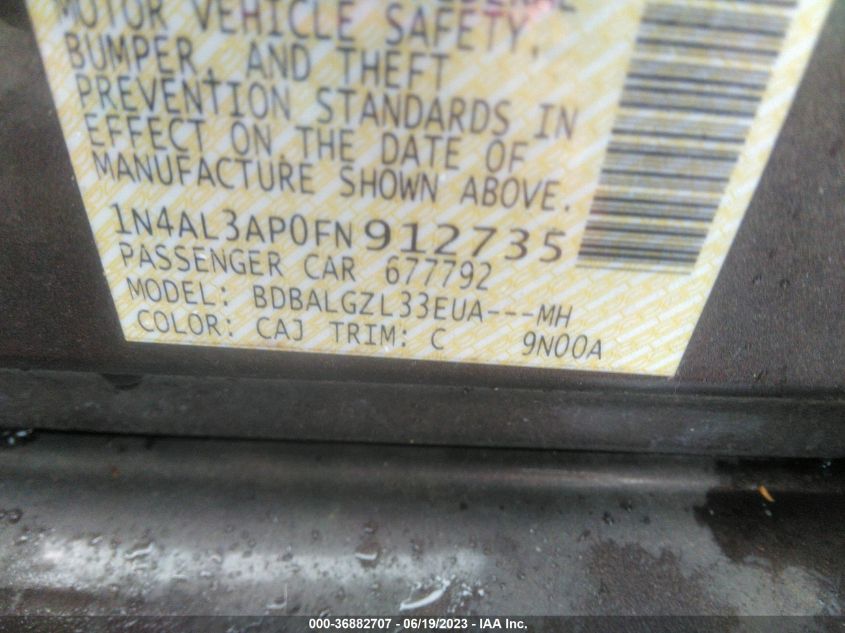 MOTOR VEHICLE SAFETY,
BUMPER, AND THEFT
PREVENTION STANDARDS IN
EFFECT ON THE DATE OF
MANUFACTURE SHOWN ABOVE.
1N4AL3AP0FN912735
PASSENGER CAR 677792
MODEL: BDBALGZL33EUA---MH
COLOR: CAJ TRIM: C 9N00A
000-36882707 - 06/19/2023 - IAA Inc.